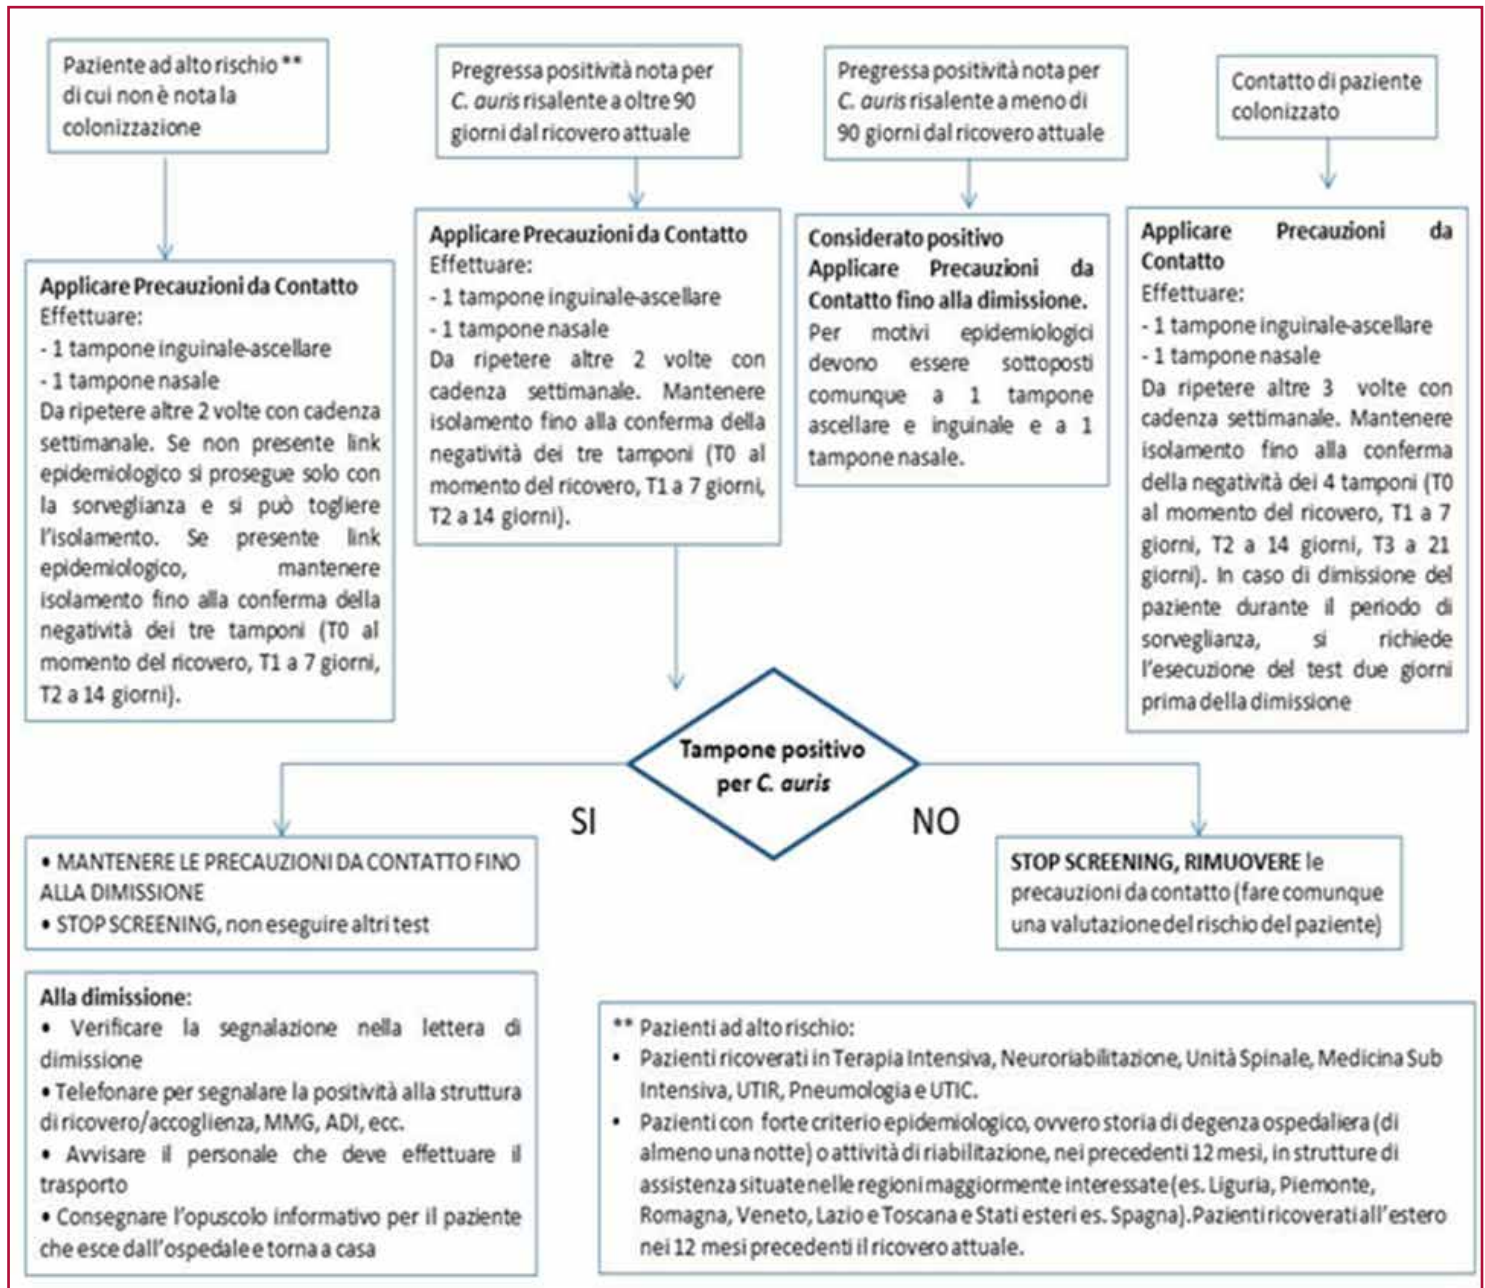 Paziente ad alto rischio **
di cui non è nota la
colonizzazione
Pregressa positività nota per
C. auris risalente a oltre 90
giorni dal ricovero attuale
Pregressa positività nota per
C. auris risalente a meno di
90 giorni dal ricovero attuale
Contatto di paziente
colonizzato
Applicare Precauzioni da Contatto
Effettuare:
- 1 tampone inguinale-ascellare
- 1 tampone nasale
Da ripetere altre 2 volte con cadenza
settimanale. Se non presente link
epidemiologico si prosegue solo con
la sorveglianza e si può togliere
l'isolamento. Se presente link
epidemiologico, mantenere
isolamento fino alla conferma della
negatività dei tre tamponi (T0 al
momento del ricovero, T1 a 7 giorni,
T2 a 14 giorni).
Applicare Precauzioni da Contatto
Effettuare:
- 1 tampone inguinale-ascellare
- 1 tampone nasale
Da ripetere altre 2 volte con
cadenza settimanale. Mantenere
isolamento fino alla conferma della
negatività dei tre tamponi (T0 al
momento del ricovero, T1 a 7 giorni,
T2 a 14 giorni).
Considerato positivo
Applicare Precauzioni da
Contatto fino alla dimissione.
Per motivi epidemiologici
devono essere sottoposti
comunque a 1 tampone
ascellare e inguinale e a 1
tampone nasale.
Applicare Precauzioni da
Contatto
Effettuare:
- 1 tampone inguinale-ascellare
- 1 tampone nasale
Da ripetere altre 3 volte con
cadenza settimanale. Mantenere
isolamento fino alla conferma
della negatività dei 4 tamponi (T0
al momento del ricovero, T1 a 7
giorni, T2 a 14 giorni, T3 a 21
giorni). In caso di dimissione del
paziente durante il periodo di
sorveglianza, si richiede
l'esecuzione del test due giorni
prima della dimissione
Tampone positivo
per C. auris
SI
NO
• MANTENERE LE PRECAUZIONI DA CONTATTO FINO
ALLA DIMISSIONE
• STOP SCREENING, non eseguire altri test
STOP SCREENING, RIMUOVERE le
precauzioni da contatto (fare comunque
una valutazione del rischio del paziente)
Alla dimissione:
• Verificare la segnalazione nella lettera di
dimissione
• Telefonare per segnalare la positività alla struttura
di ricovero/accoglienza, MMG, ADI, ecc.
• Avvisare il personale che deve effettuare il
trasporto
• Consegnare l'opuscolo informativo per il paziente
che esce dall'ospedale e torna a casa
** Pazienti ad alto rischio:
• Pazienti ricoverati in Terapia Intensiva, Neuroriabilitazione, Unità Spinale, Medicina Sub
Intensiva, UTIR, Pneumologia e UTIC.
• Pazienti con forte criterio epidemiologico, ovvero storia di degenza ospedaliera (di
almeno una notte) o attività di riabilitazione, nei precedenti 12 mesi, in strutture di
assistenza situate nelle regioni maggiormente interessate (es. Liguria, Piemonte,
Romagna, Veneto, Lazio e Toscana e Stati esteri es. Spagna). Pazienti ricoverati all'estero
nei 12 mesi precedenti il ricovero attuale.